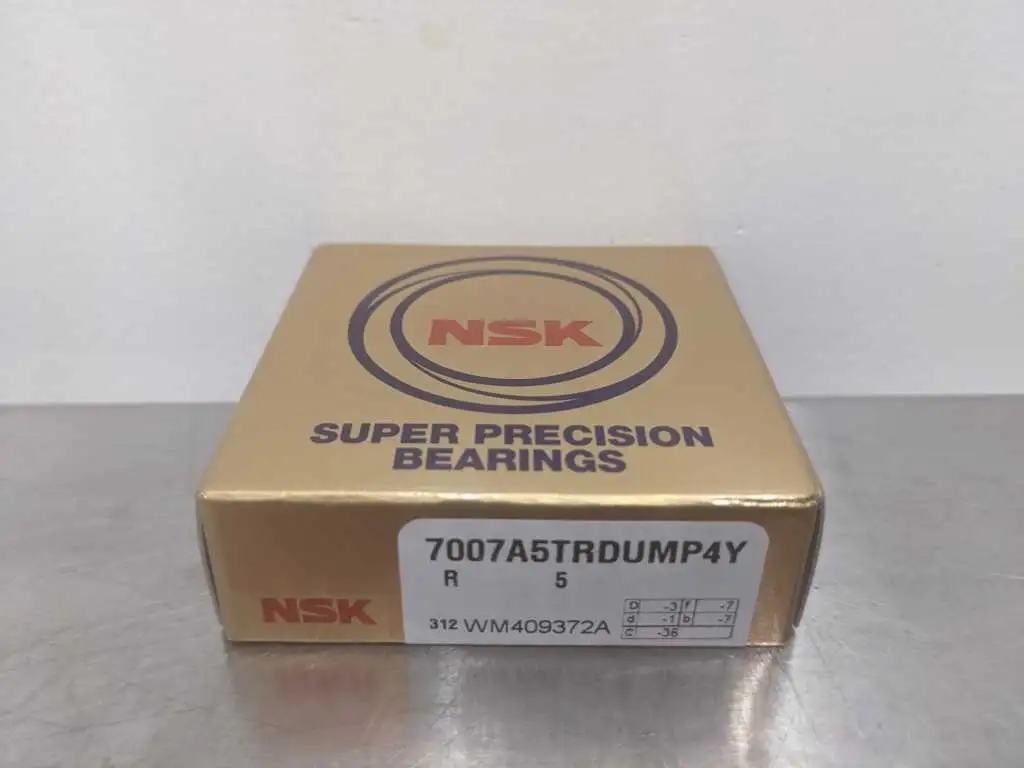 NSK
SUPER PRECISION
BEARINGS
7007A5TRDUMP4Y
R 5
NSK
312 WM409372A
D -3 f -7
d -1 b -7
C -36